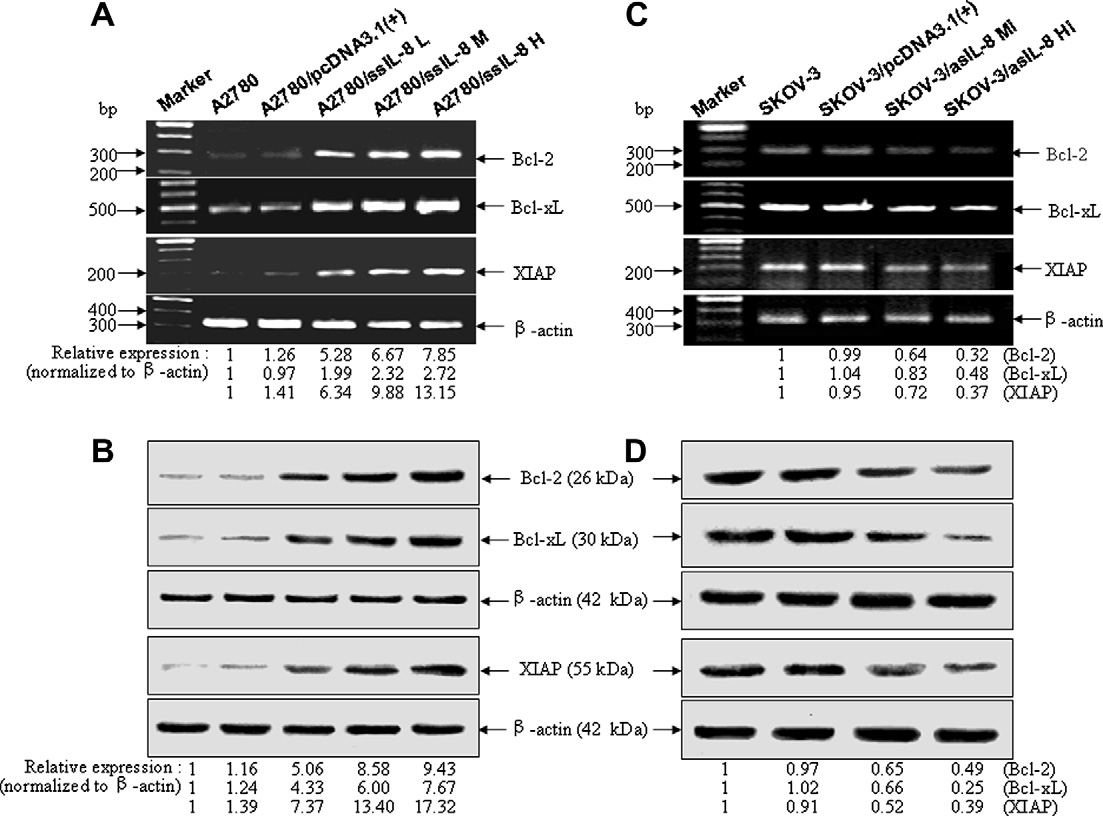 A
bp
Marker
A2780
A2780/pcDNA3.1(+)
A2780/ssIL-8 L
A2780/ssIL-8 M
A2780/ssIL-8 H
300
200
Bcl-2
500
Bcl-xL
200
XIAP
400
300
β-actin
Relative expression : 1 1.26 5.28 6.67 7.85
(normalized to β-actin) 1 0.97 1.99 2.32 2.72
1 1.41 6.34 9.88 13.15
C
bp
Marker
SKOV-3
SKOV-3/pcDNA3.1(+)
SKOV-3/asIL-8 Mi
SKOV-3/asIL-8 Hi
300
200
Bcl-2
500
Bcl-xL
200
XIAP
400
300
β-actin
1 0.99 0.64 0.32 (Bcl-2)
1 1.04 0.83 0.48 (Bcl-xL)
1 0.95 0.72 0.37 (XIAP)
B
D
Bcl-2 (26 kDa)
Bcl-xL (30 kDa)
β-actin (42 kDa)
XIAP (55 kDa)
β-actin (42 kDa)
Relative expression : 1 1.16 5.06 8.58 9.43
(normalized to β-actin) 1 1.24 4.33 6.00 7.67
1 1.39 7.37 13.40 17.32
1 0.97 0.65 0.49 (Bcl-2)
1 1.02 0.66 0.25 (Bcl-xL)
1 0.91 0.52 0.39 (XIAP)